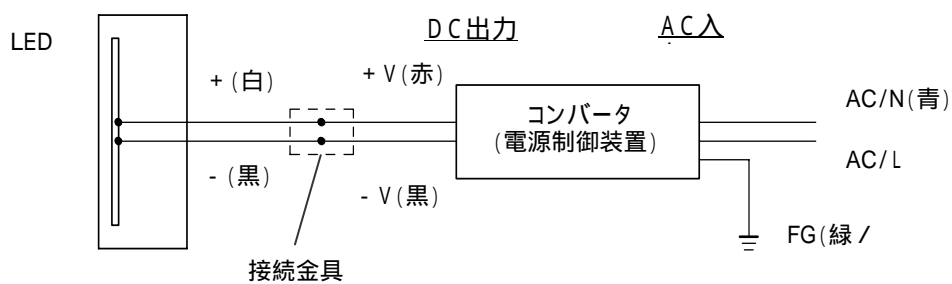 LED
DC出力
AC入
+(白)
+V(赤)
コンバータ
(電源制御装置)
AC/N(青)
AC/L
-(黒)
-V(黒)
FG(緑/
接続金具